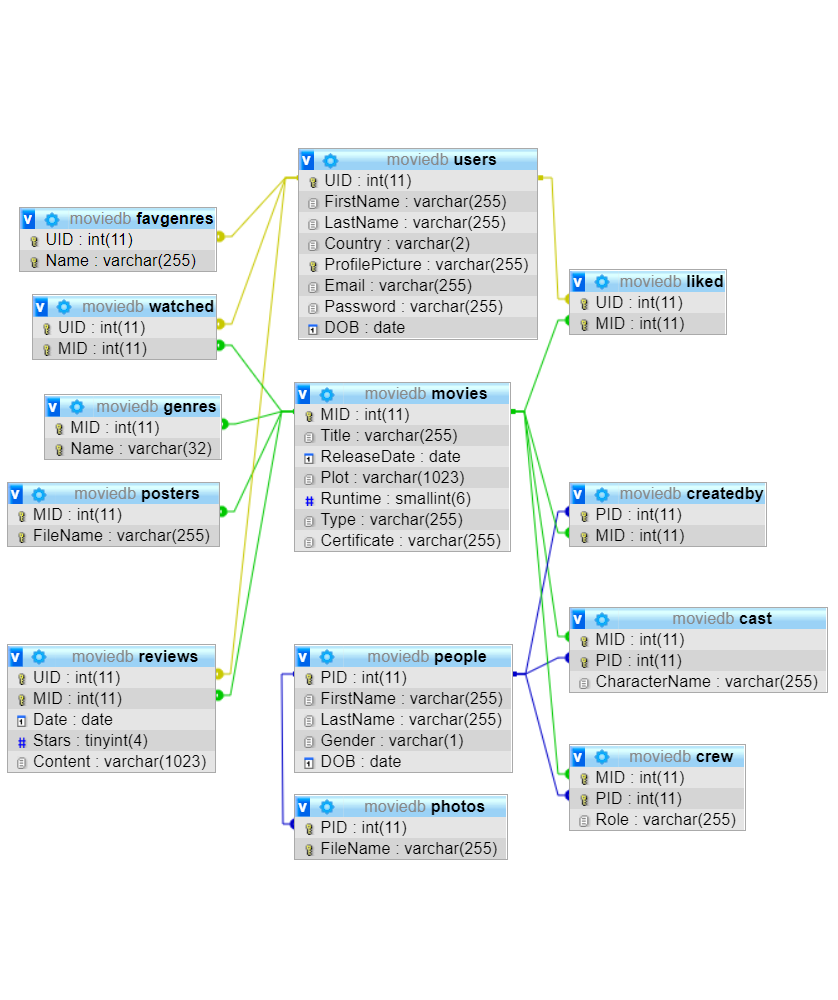 moviedb users
UID : int(11)
FirstName : varchar(255)
LastName : varchar(255)
Country : varchar(2)
ProfilePicture : varchar(255)
Email : varchar(255)
Password : varchar(255)
DOB : date
moviedb favgenres
UID : int(11)
Name : varchar(255)
moviedb watched
UID : int(11)
MID : int(11)
moviedb liked
UID : int(11)
MID : int(11)
moviedb genres
MID : int(11)
Name : varchar(32)
moviedb movies
MID : int(11)
Title : varchar(255)
ReleaseDate : date
Plot : varchar(1023)
Runtime : smallint(6)
Type : varchar(255)
Certificate : varchar(255)
moviedb posters
MID : int(11)
FileName : varchar(255)
moviedb createdby
PID : int(11)
MID : int(11)
moviedb reviews
UID : int(11)
MID : int(11)
Date : date
Stars : tinyint(4)
Content : varchar(1023)
moviedb people
PID : int(11)
FirstName : varchar(255)
LastName : varchar(255)
Gender : varchar(1)
DOB : date
moviedb cast
MID : int(11)
PID : int(11)
CharacterName : varchar(255)
moviedb photos
PID : int(11)
FileName : varchar(255)
moviedb crew
MID : int(11)
PID : int(11)
Role : varchar(255)